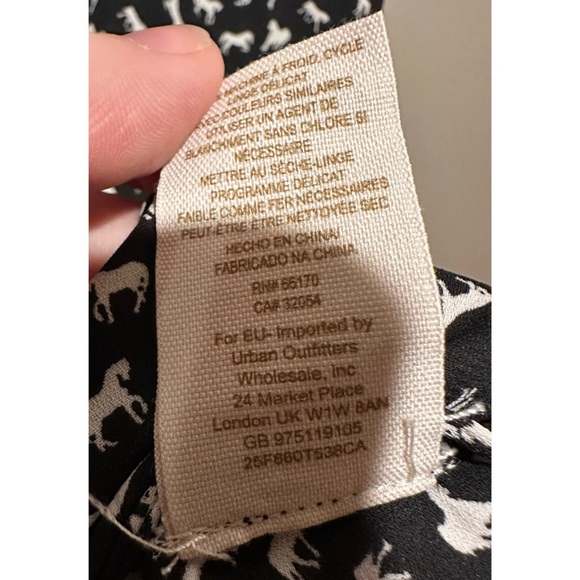 À FROID, CYCLE
LINGE DÉLICAT
AVEC COULEURS SIMILAIRES
UTILISER UN AGENT DE
BLANCHIMENT SANS CHLORE SI
NÉCESSAIRE
METTRE AU SÈCHE-LINGE
PROGRAMME DÉLICAT
FAIBLE COMME FER NÉCESSAIRES
PEUT ÊTRE ÊTRE NETTOYÉE SEC
HECHO EN CHINA
FABRICADO NA CHINA
RN# 66170
CA# 32054
For EU- Imported by
Urban Outfitters
Wholesale, Inc
24 Market Place
London UK W1W 8AN
GB 975119105
25F860T538CA